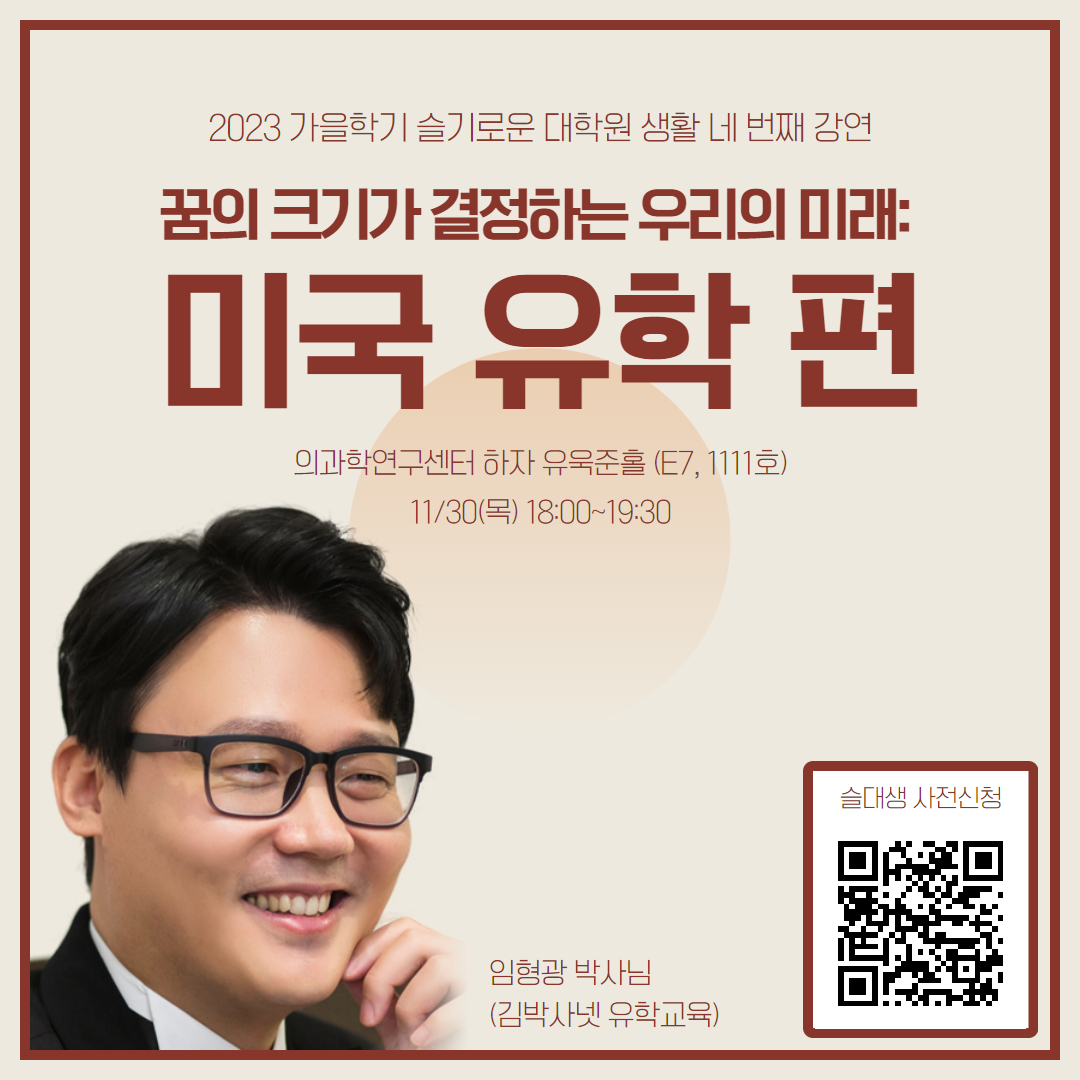 2023 가을학기 슬기로운 대학원 생활 네 번째 강연
꿈의 크기가 결정하는 우리의 미래:
미국 유학 편
의과학연구센터 하자 유욱준홀 (E7, 1111호)
11/30(목) 18:00~19:30
임형광 박사님
(김박사넷 유학교육)
슬대생 사전신청